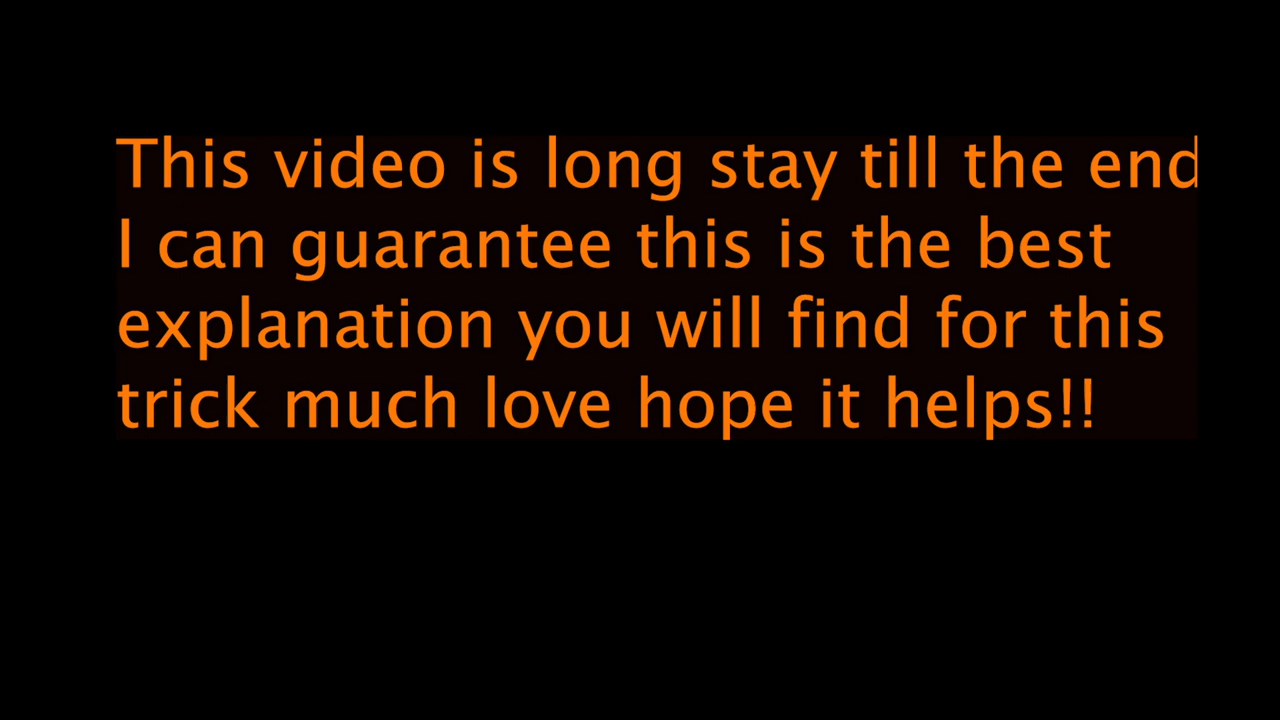 This video is long stay till the end
I can guarantee this is the best
explanation you will find for this
trick much love hope it helps!!